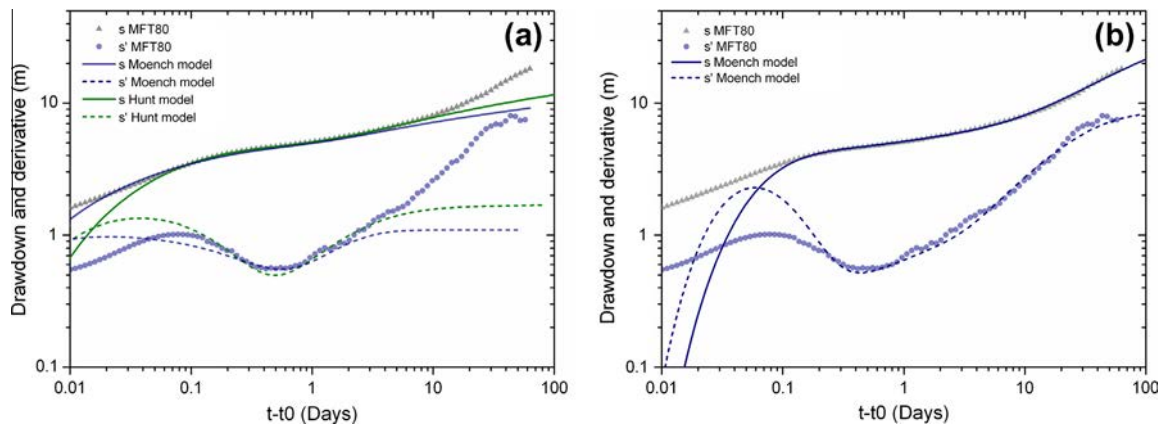 (a)
s MFT80
s' MFT80
s Moench model
s' Moench model
s Hunt model
s' Hunt model
Drawdown and derivative (m)
10
1
0.1
0.01
0.1
1
10
100
t-t0 (Days)
(b)
s MFT80
s' MFT80
s Moench model
s' Moench model
Drawdown and derivative (m)
10
1
0.1
0.01
0.1
1
10
100
t-t0 (Days)